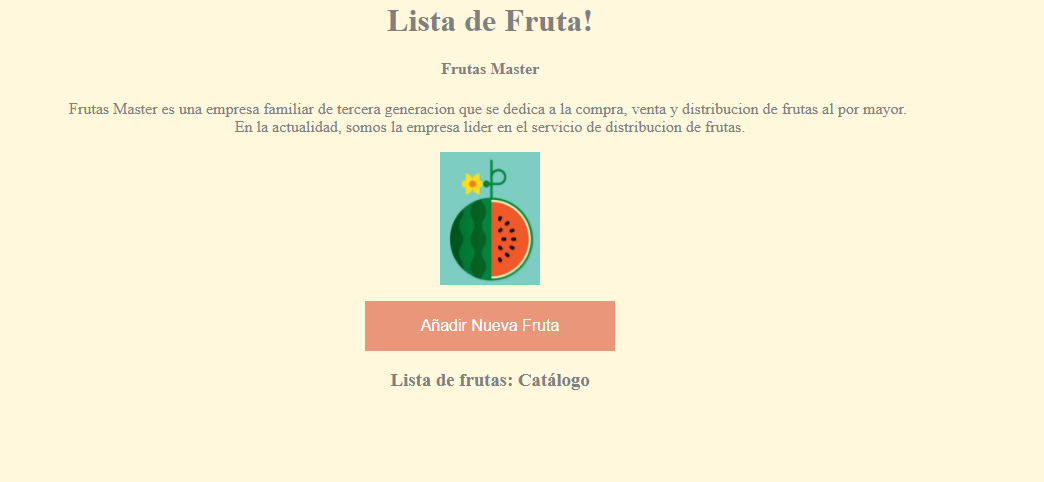 Lista de Fruta!
Frutas Master
Frutas Master es una empresa familiar de tercera generacion que se dedica a la compra, venta y distribucion de frutas al por mayor.
En la actualidad, somos la empresa lider en el servicio de distribucion de frutas.
Añadir Nueva Fruta
Lista de frutas: Catálogo